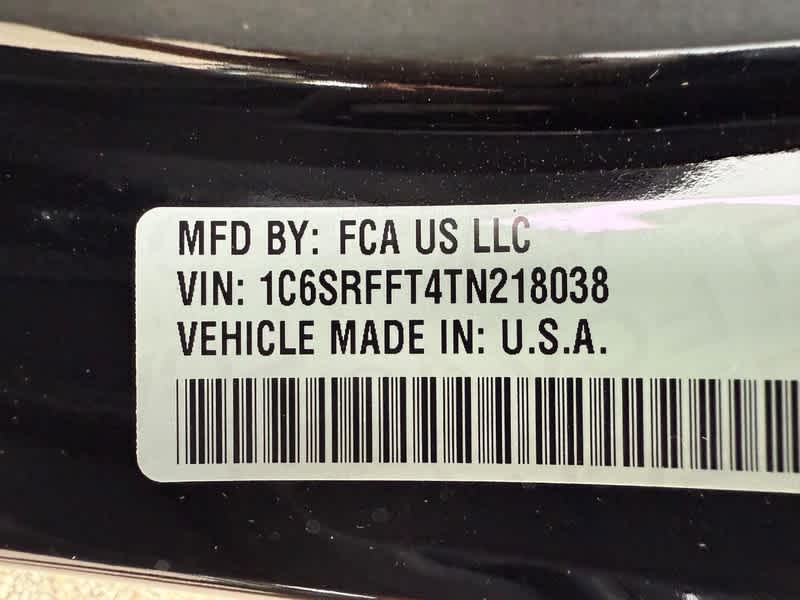 MFD BY: FCA US LLC
VIN: 1C6SRFFT4TN218038
VEHICLE MADE IN: U.S.A.